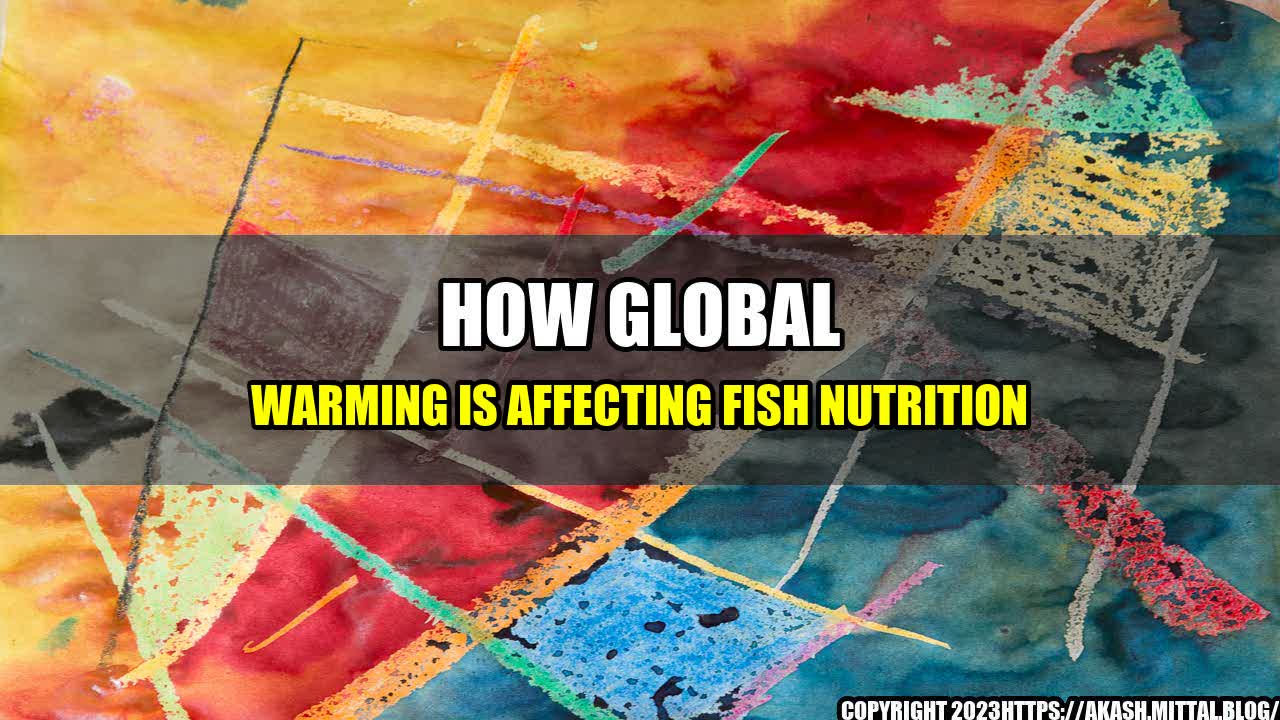 HOW GLOBAL
WARMING IS AFFECTING FISH NUTRITION
COPYRIGHT 2023HTTPS://AKASH.MITTAL.BLOG/